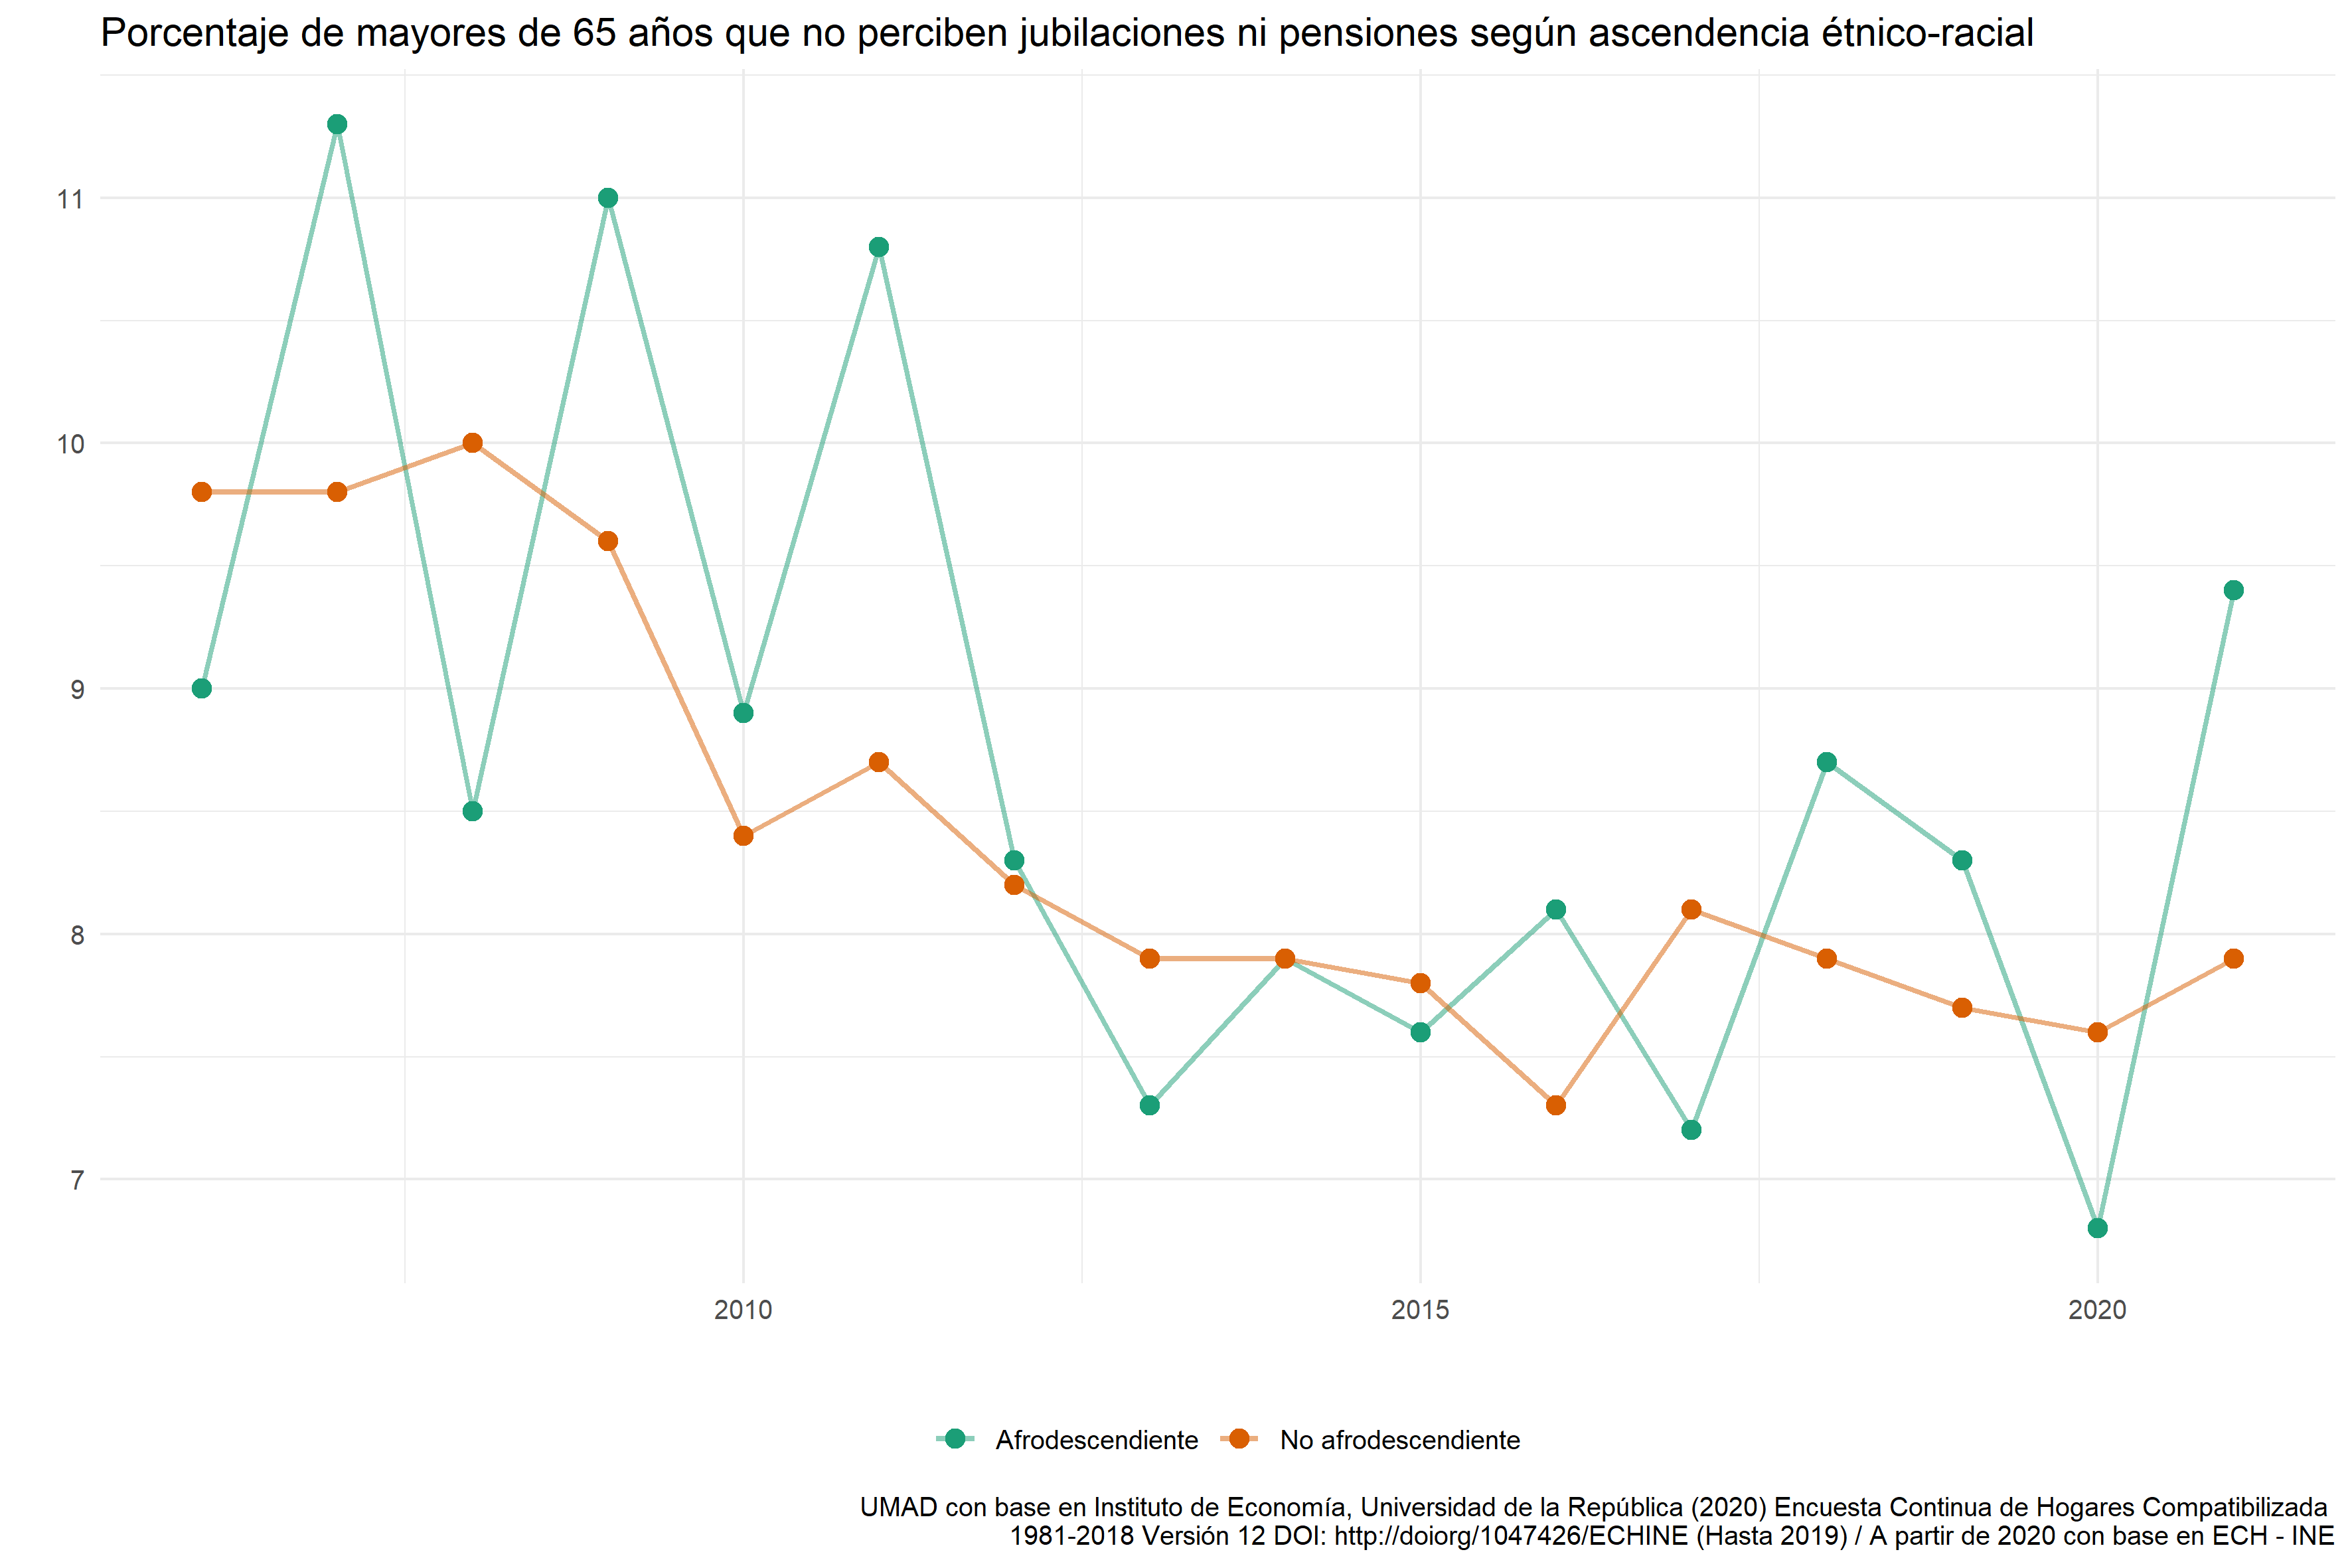 Porcentaje de mayores de 65 años que no perciben jubilaciones ni pensiones según ascendencia étnico-racial
11
10
9
8
7
2010
2015
2020
Afrodescendiente
No afrodescendiente
UMAD con base en Instituto de Economía, Universidad de la República (2020) Encuesta Continua de Hogares Compatibilizada
1981-2018 Versión 12 DOI: http://doiorg/1047426/ECHINE (Hasta 2019) / A partir de 2020 con base en ECH - INE